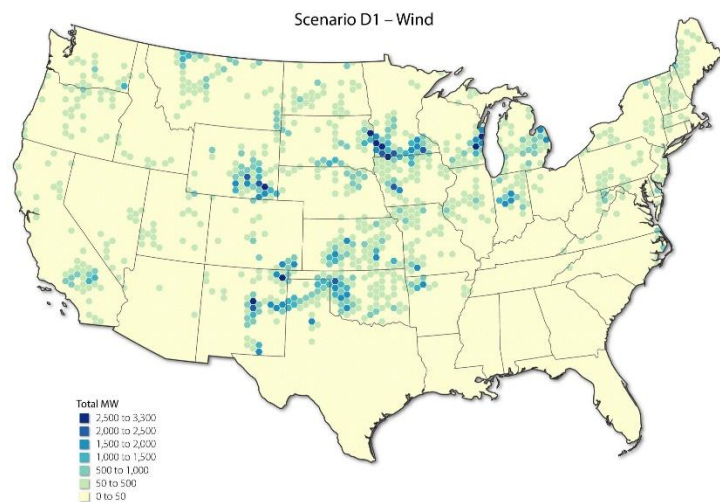 Scenario D1 – Wind
Total MW
2,500 to 3,300
2,000 to 2,500
1,500 to 2,000
1,000 to 1,500
500 to 1,000
50 to 500
0 to 50